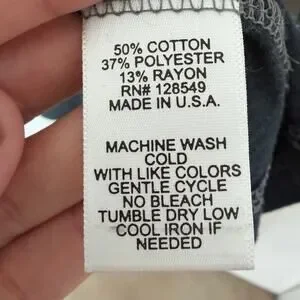 50% COTTON
37% POLYESTER
13% RAYON
RN# 128549
MADE IN U.S.A.
MACHINE WASH
COLD
WITH LIKE COLORS
GENTLE CYCLE
NO BLEACH
TUMBLE DRY LOW
COOL IRON IF
NEEDED